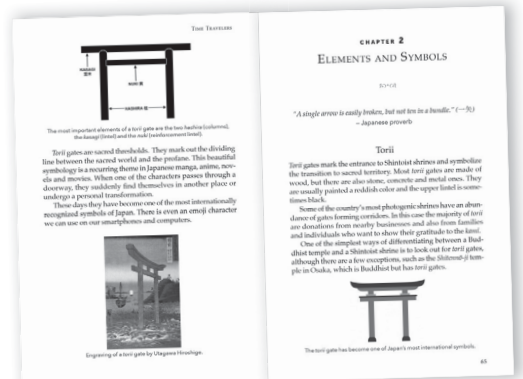 TIME TRAVELERS
KASAGI
NUKI 貫
HASHIRA 柱
The most important elements of a torii gate are the two hashira (columns),
the kasagi (lintel) and the nuki (reinforcement lintel).
Torii gates are sacred thresholds. They mark out the dividing
line between the sacred world and the profane. This beautiful
symbology is a recurring theme in Japanese manga, anime, nov-
els and movies. When one of the characters passes through a
doorway, they suddenly find themselves in another place or
undergo a personal transformation.
These days they have become one of the most internationally
recognized symbols of Japan. There is even an emoji character
we can use on our smartphones and computers.
Engraving of a torii gate by Utagawa Hiroshige.
CHAPTER 2
ELEMENTS AND SYMBOLS
"A single arrow is easily broken, but not ten in a bundle."
– Japanese proverb
Torii
Torii gates mark the entrance to Shintoist shrines and symbolize
the transition to sacred territory. Most torii gates are made of
wood, but there are also stone, concrete and metal ones. They
are usually painted a reddish color and the upper lintel is some-
times black.
Some of the country's most photogenic shrines have an abun-
dance of gates forming corridors. In this case the majority of torii
are donations from nearby businesses and also from families
and individuals who want to show their gratitude to the kami.
One of the simplest ways of differentiating between a Bud-
dhist temple and a Shintoist shrine is to look out for torii gates,
although there are a few exceptions, such as the Shitennō-ji tem-
ple in Osaka, which is Buddhist but has torii gates.
The torii gate has become one of Japan's most international symbols.